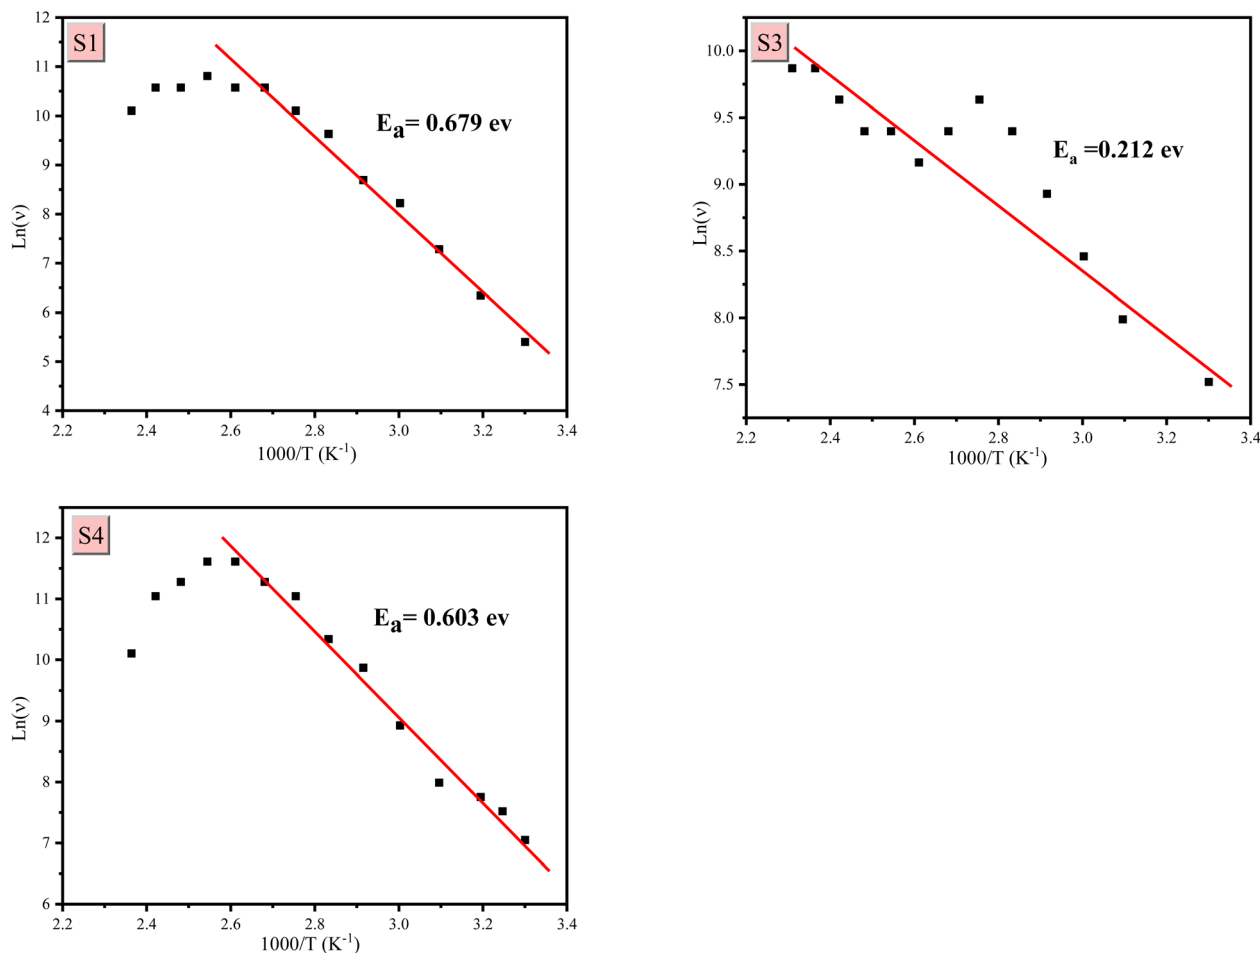 S1
12
11
10
9
8
7
6
5
4
Ln(ν)
E_a= 0.679 ev
2.2 2.4 2.6 2.8 3.0 3.2 3.4
1000/T (K⁻¹)
S3
10.0
9.5
9.0
8.5
8.0
7.5
Ln(ν)
E_a =0.212 ev
2.2 2.4 2.6 2.8 3.0 3.2 3.4
1000/T (K⁻¹)
S4
12
11
10
9
8
7
6
Ln(ν)
E_a= 0.603 ev
2.2 2.4 2.6 2.8 3.0 3.2 3.4
1000/T (K⁻¹)